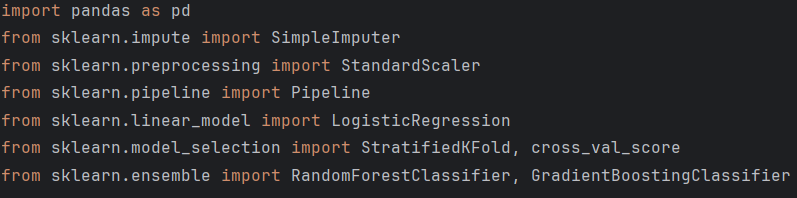 import pandas as pd
from sklearn.impute import SimpleImputer
from sklearn.preprocessing import StandardScaler
from sklearn.pipeline import Pipeline
from sklearn.linear_model import LogisticRegression
from sklearn.model_selection import StratifiedKFold, cross_val_score
from sklearn.ensemble import RandomForestClassifier, GradientBoostingClassifier